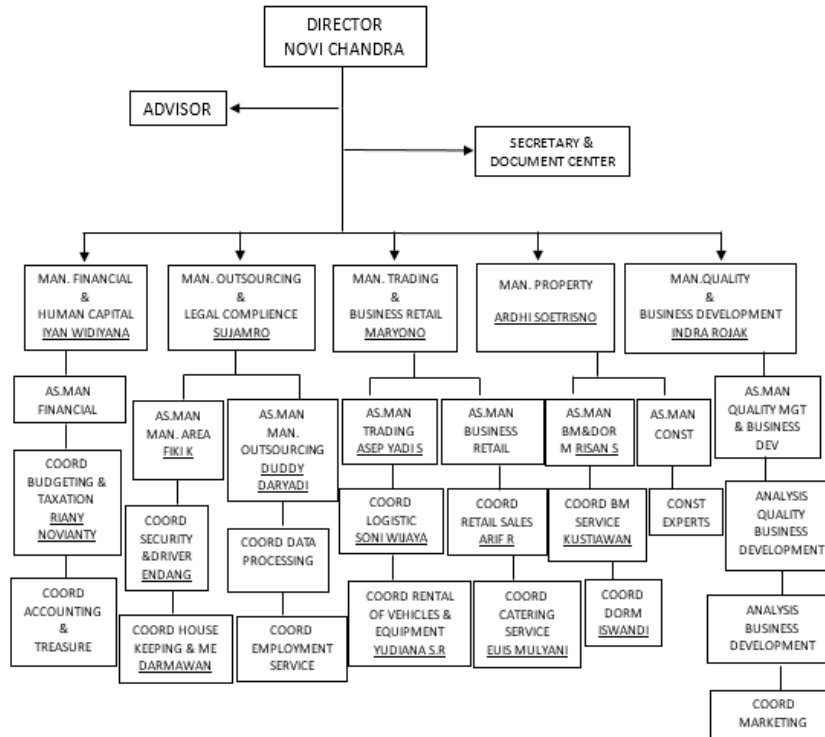 DIRECTOR
NOVI CHANDRA
ADVISOR
SECRETARY &
DOCUMENT CENTER
MAN. FINANCIAL
&
HUMAN CAPITAL
IYAN WIDIYANA
MAN. OUTSOURCING
&
LEGAL COMPLIENCE
SUJAMRO
MAN. TRADING
&
BUSINESS RETAIL
MARYONO
MAN. PROPERTY
ARDHI SOETRISNO
MAN.QUALITY
&
BUSINESS DEVELOPMENT
INDRA ROJAK
AS.MAN
FINANCIAL
AS.MAN
MAN. AREA
FIKI K
AS.MAN
MAN.
OUTSOURCING
DUDDY
DARYADI
AS.MAN
TRADING
ASEP YADI S
AS.MAN
BUSINESS
RETAIL
AS.MAN
BM&DOR
M RISAN S
AS.MAN
CONST
AS.MAN
QUALITY MGT
& BUSINESS
DEV
COORD
BUDGETING &
TAXATION
RIANY
NOVIANTY
COORD
SECURITY
&DRIVER
ENDANG
COORD DATA
PROCESSING
COORD
LOGISTIC
SONI WIJAYA
COORD
RETAIL SALES
ARIF R
COORD BM
SERVICE
KUSTIAWAN
CONST
EXPERTS
ANALYSIS
QUALITY
BUSINESS
DEVELOPMENT
COORD
ACCOUNTING
&
TREASURE
COORD HOUSE
KEEPING & ME
DARMAWAN
COORD
EMPLOYMENT
SERVICE
COORD RENTAL
OF VEHICLES &
EQUIPMENT
YUDIANA S.R
COORD
CATERING
SERVICE
EUIS MULYANI
COORD
DORM
ISWANDI
ANALYSIS
BUSINESS
DEVELOPMENT
COORD
MARKETING